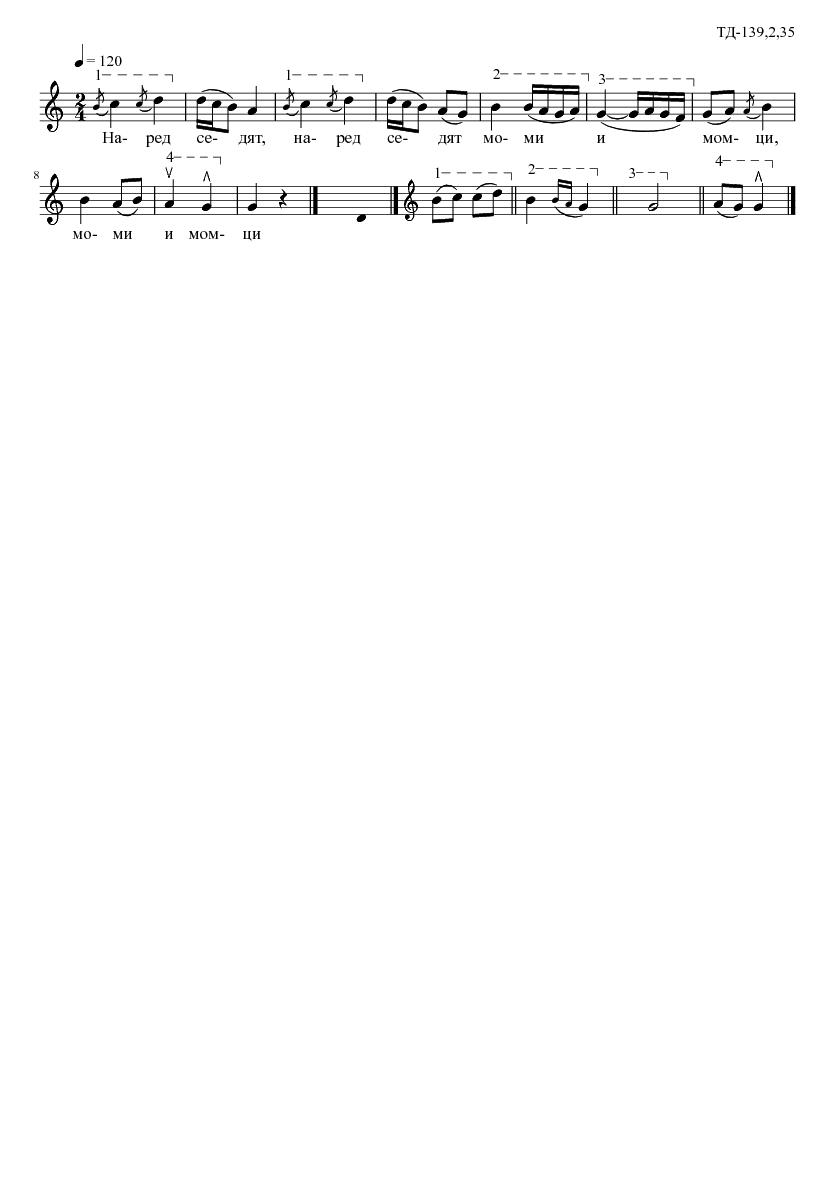 ТД-139,2,35
= 120
1 1 2 3
На- ред се- дят, на- ред се- дят мо- ми и мом- ци,
8
4 1 2 3 4
мо- ми и мом- ци